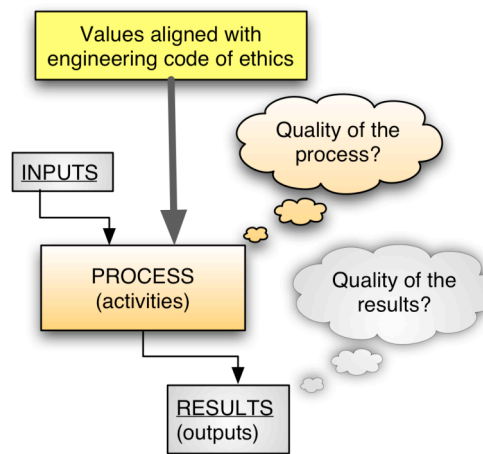 Values aligned with
engineering code of ethics
Quality of the
process?
INPUTS
PROCESS
(activities)
Quality of the
results?
RESULTS
(outputs)